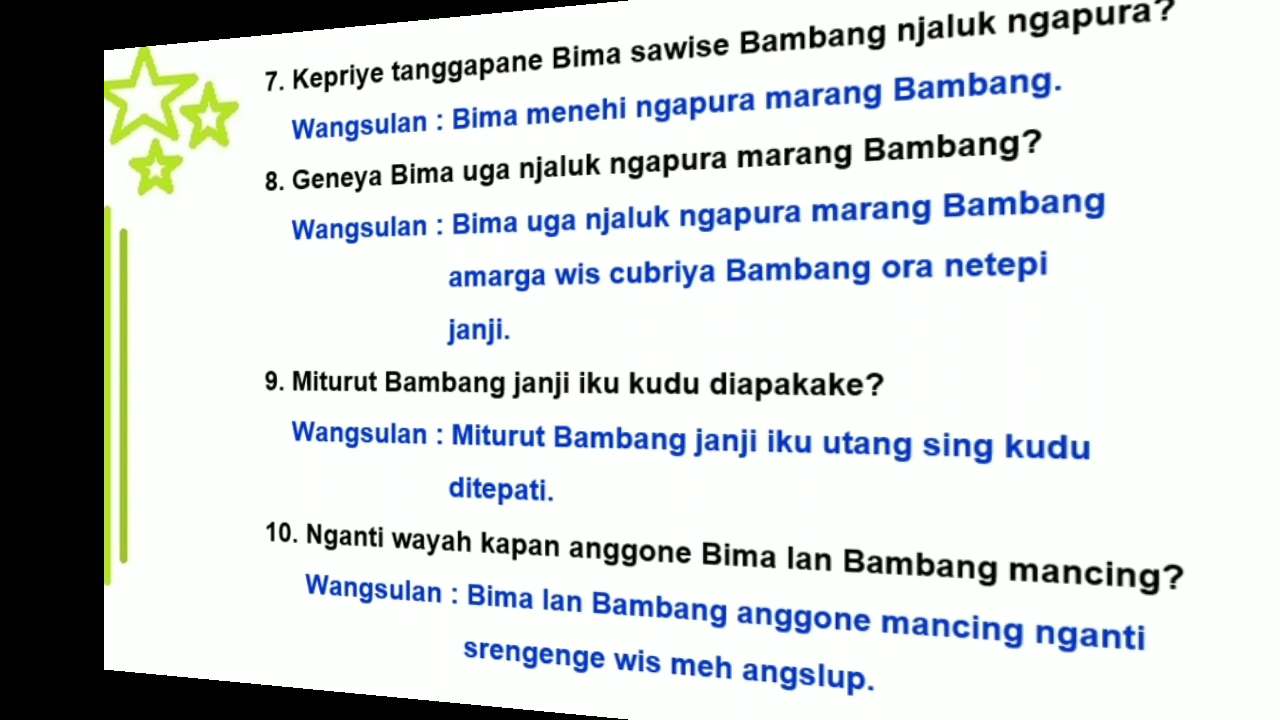 7. Kepriye tanggapane Bima sawise Bambang njaluk ngapura?
Wangsulan : Bima menehi ngapura marang Bambang.
8. Geneya Bima uga njaluk ngapura marang Bambang?
Wangsulan : Bima uga njaluk ngapura marang Bambang
amarga wis cubriya Bambang ora netepi
janji.
9. Miturut Bambang janji iku kudu diapakake?
Wangsulan : Miturut Bambang janji iku utang sing kudu
ditepati.
10. Nganti wayah kapan anggone Bima lan Bambang mancing?
Wangsulan : Bima lan Bambang anggone mancing nganti
srengenge wis meh angslup.